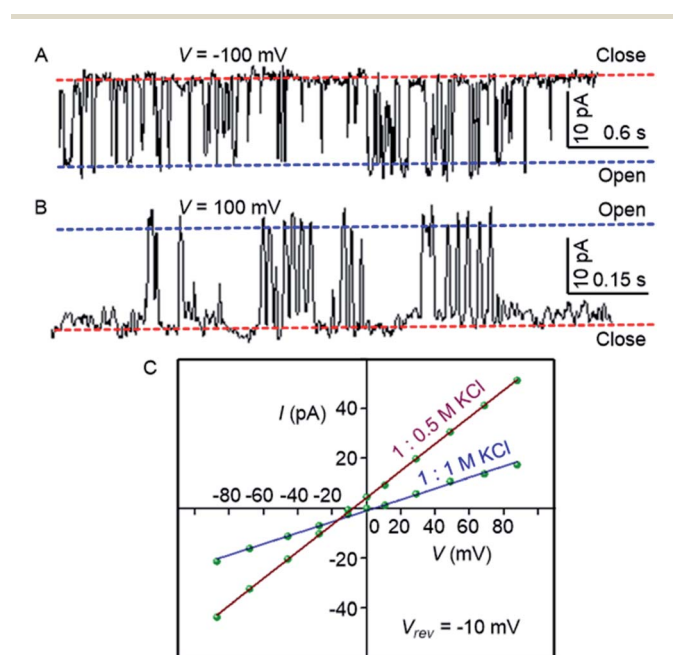 A
V = -100 mV
Close
10 pA
0.6 s
Open
B
V = 100 mV
Open
10 pA
0.15 s
Close
C
I (pA)
40
20
1 : 0.5 M KCl
1 : 1 M KCl
-80 -60 -40 -20
0 20 40 60 80
V (mV)
-20
-40
Vrev = -10 mV